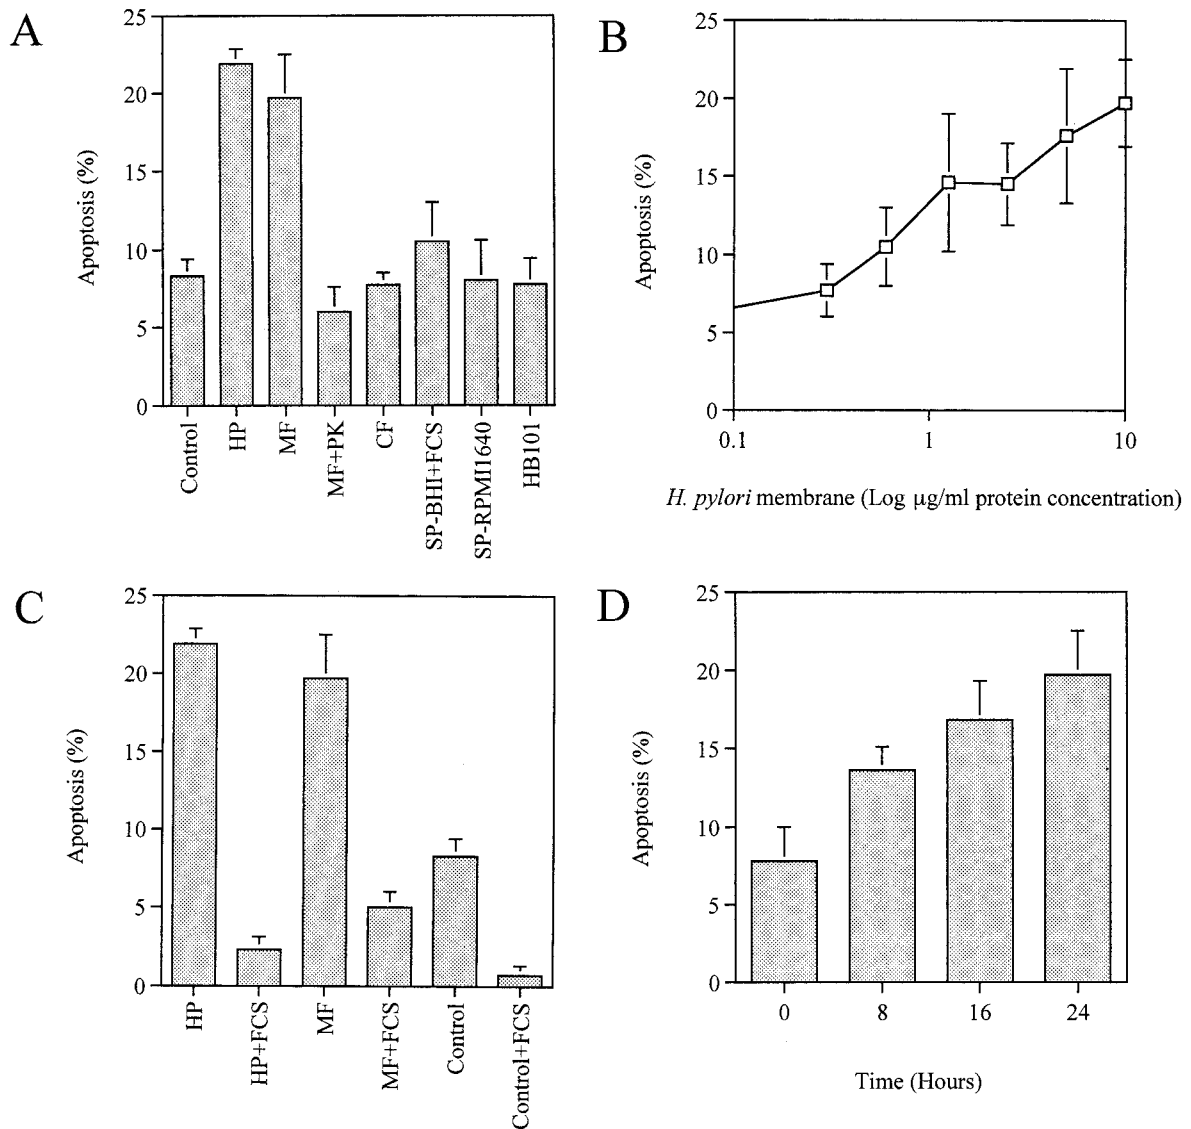 A
Apoptosis (%)
25
20
15
10
5
0
Control
HP
MF
MF+PK
CF
SP-BHI+FCS
SP-RPMI1640
HB101
B
Apoptosis (%)
25
20
15
10
5
0
0.1
1
10
H. pylori membrane (Log µg/ml protein concentration)
C
Apoptosis (%)
25
20
15
10
5
0
HP
HP+FCS
MF
MF+FCS
Control
Control+FCS
D
Apoptosis (%)
25
20
15
10
5
0
0
8
16
24
Time (Hours)